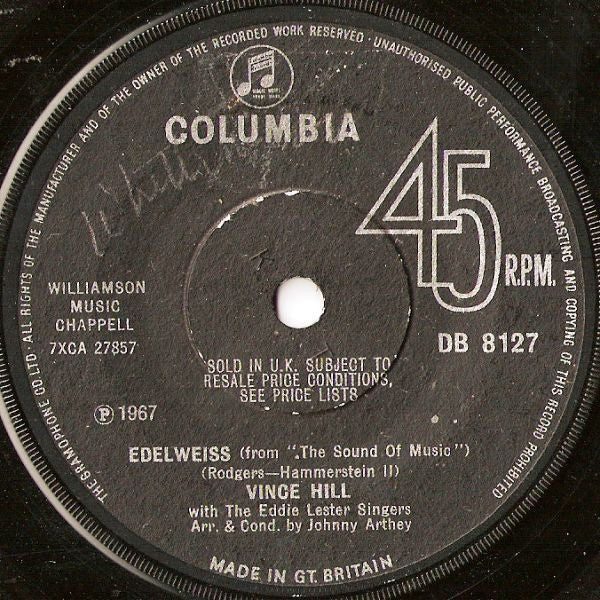 THE GRAMOPHONE CO. LTD. - ALL RIGHTS OF THE MANUFACTURER AND OF THE OWNER OF THE RECORDED WORK RESERVED - UNAUTHORISED PUBLIC PERFORMANCE BROADCASTING AND COPYING OF THIS RECORD PROHIBITED
COLUMBIA
45
R.P.M.
WILLIAMSON
MUSIC
CHAPPELL
7XCA 27857
DB 8127
SOLD IN U.K. SUBJECT TO
RESALE PRICE CONDITIONS,
SEE PRICE LISTS
Ⓟ 1967
EDELWEISS (from "The Sound Of Music")
(Rodgers—Hammerstein II)
VINCE HILL
with The Eddie Lester Singers
Arr. & Cond. by Johnny Arthey
MADE IN GT. BRITAIN